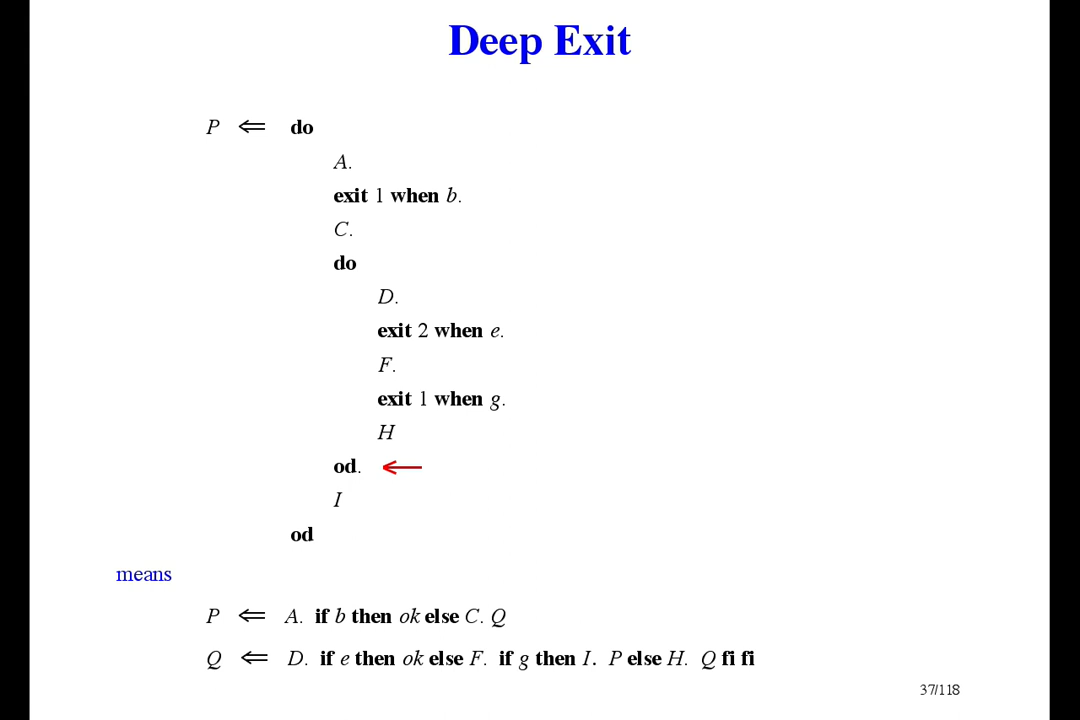 Deep Exit
P ⇐ do
A.
exit 1 when b.
C.
do
D.
exit 2 when e.
F.
exit 1 when g.
H
od.
I
od
means
P ⇐ A. if b then ok else C. Q
Q ⇐ D. if e then ok else F. if g then I. P else H. Q fi fi
37/118